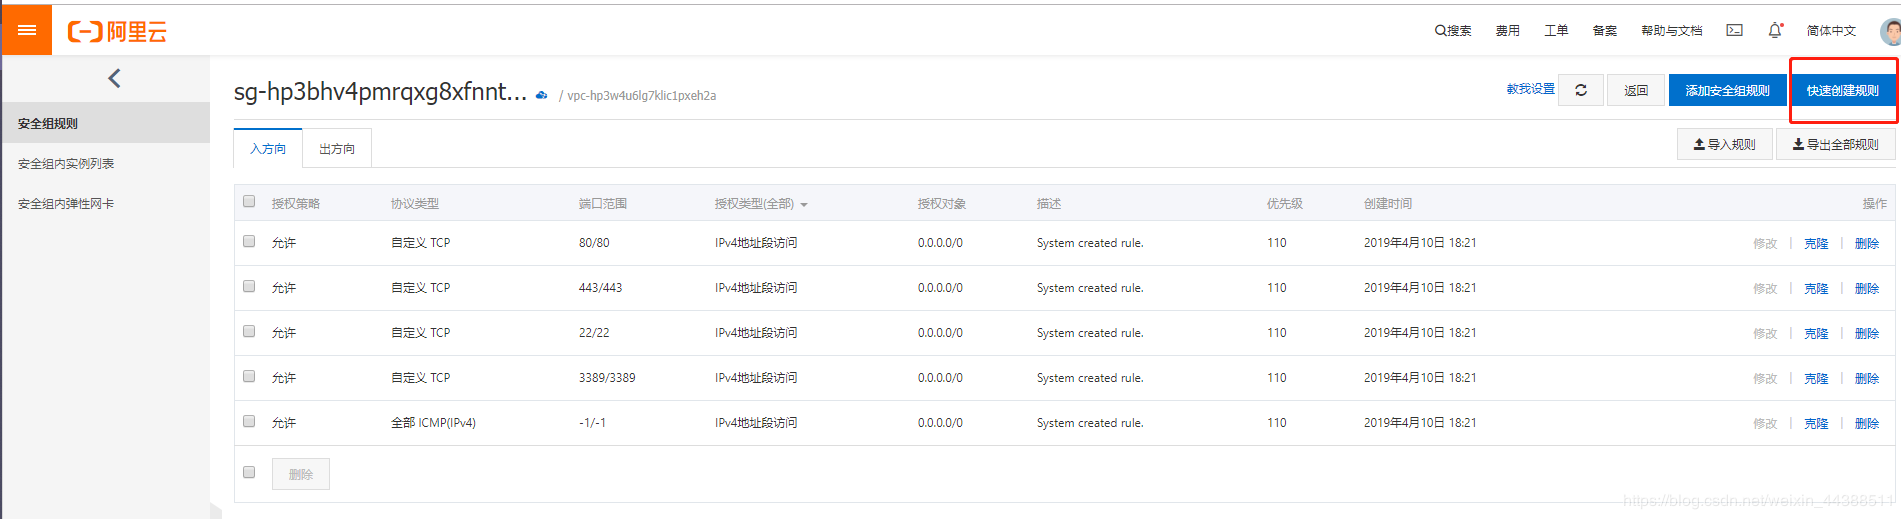 阿里云 搜索 费用 工单 备案 帮助与文档 简体中文
sg-hp3bhv4pmrqxg8xfnnt... / vpc-hp3w4u6lg7klic1pxeh2a 教我设置 返回 添加安全组规则 快速创建规则
安全组规则
安全组内实例列表
安全组内弹性网卡
入方向 出方向 导入规则 导出全部规则
授权策略 协议类型 端口范围 授权类型(全部) 授权对象 描述 优先级 创建时间 操作
允许 自定义 TCP 80/80 IPv4地址段访问 0.0.0.0/0 System created rule. 110 2019年4月10日 18:21 修改 | 克隆 | 删除
允许 自定义 TCP 443/443 IPv4地址段访问 0.0.0.0/0 System created rule. 110 2019年4月10日 18:21 修改 | 克隆 | 删除
允许 自定义 TCP 22/22 IPv4地址段访问 0.0.0.0/0 System created rule. 110 2019年4月10日 18:21 修改 | 克隆 | 删除
允许 自定义 TCP 3389/3389 IPv4地址段访问 0.0.0.0/0 System created rule. 110 2019年4月10日 18:21 修改 | 克隆 | 删除
允许 全部 ICMP(IPv4) -1/-1 IPv4地址段访问 0.0.0.0/0 System created rule. 110 2019年4月10日 18:21 修改 | 克隆 | 删除
删除
https://blog.csdn.net/weixin_44388511